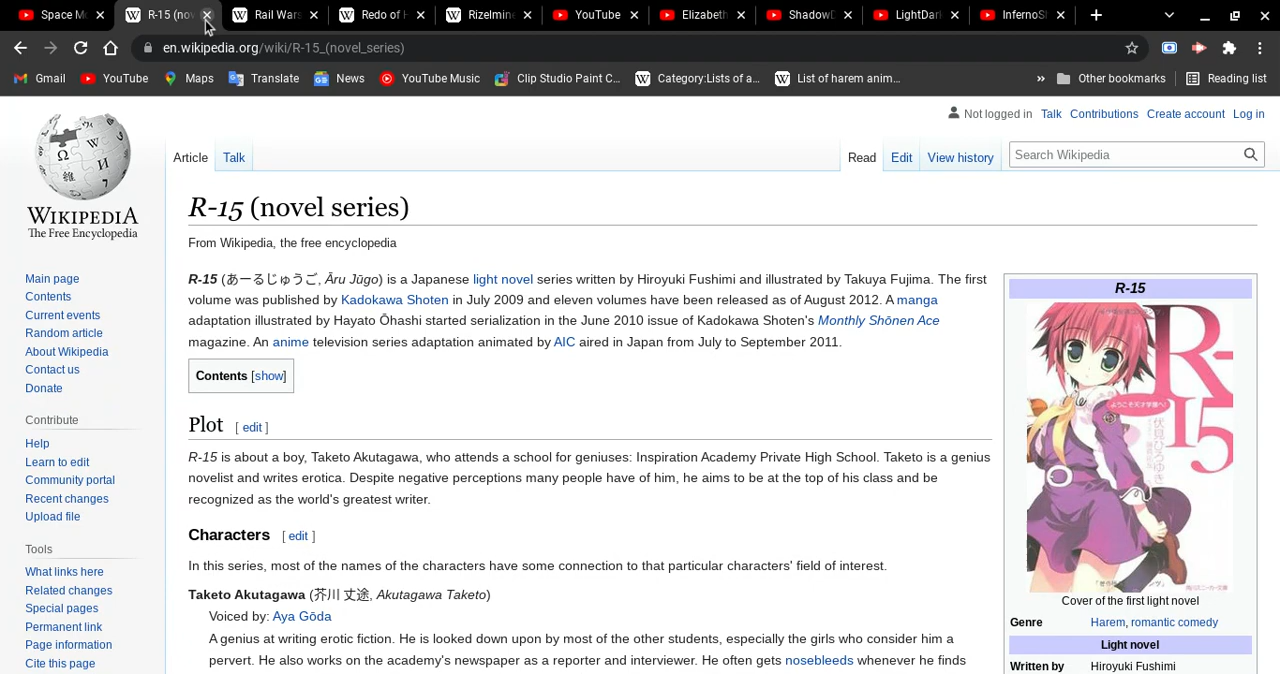 Space M
R-15 (nov
Rail Wars
Redo of H
Rizelmine
YouTube
Elizabeth
ShadowD
LightDar
InfernoS
en.wikipedia.org/wiki/R-15_(novel_series)
Gmail YouTube Maps Translate News YouTube Music Clip Studio Paint C... Category:Lists of a... List of harem anim... » Other bookmarks Reading list
Not logged in Talk Contributions Create account Log in
Article Talk Read Edit View history Search Wikipedia
WIKIPEDIA
The Free Encyclopedia
Main page
Contents
Current events
Random article
About Wikipedia
Contact us
Donate
Contribute
Help
Learn to edit
Community portal
Recent changes
Upload file
Tools
What links here
Related changes
Special pages
Permanent link
Page information
Cite this page
R-15 (novel series)
From Wikipedia, the free encyclopedia
R-15 (あーるじゅうご, Āru Jūgo) is a Japanese light novel series written by Hiroyuki Fushimi and illustrated by Takuya Fujima. The first
volume was published by Kadokawa Shoten in July 2009 and eleven volumes have been released as of August 2012. A manga
adaptation illustrated by Hayato Ōhashi started serialization in the June 2010 issue of Kadokawa Shoten's Monthly Shōnen Ace
magazine. An anime television series adaptation animated by AIC aired in Japan from July to September 2011.
Contents [show]
Plot [ edit ]
R-15 is about a boy, Taketo Akutagawa, who attends a school for geniuses: Inspiration Academy Private High School. Taketo is a genius
novelist and writes erotica. Despite negative perceptions many people have of him, he aims to be at the top of his class and be
recognized as the world's greatest writer.
Characters [ edit ]
In this series, most of the names of the characters have some connection to that particular characters' field of interest.
Taketo Akutagawa (芥川 丈途, Akutagawa Taketo)
Voiced by: Aya Gōda
A genius at writing erotic fiction. He is looked down upon by most of the other students, especially the girls who consider him a
pervert. He also works on the academy's newspaper as a reporter and interviewer. He often gets nosebleeds whenever he finds
R-15
R-
15
ようこそ天才学園へ!
伏見ひろゆき
Cover of the first light novel
Genre Harem, romantic comedy
Light novel
Written by Hiroyuki Fushimi